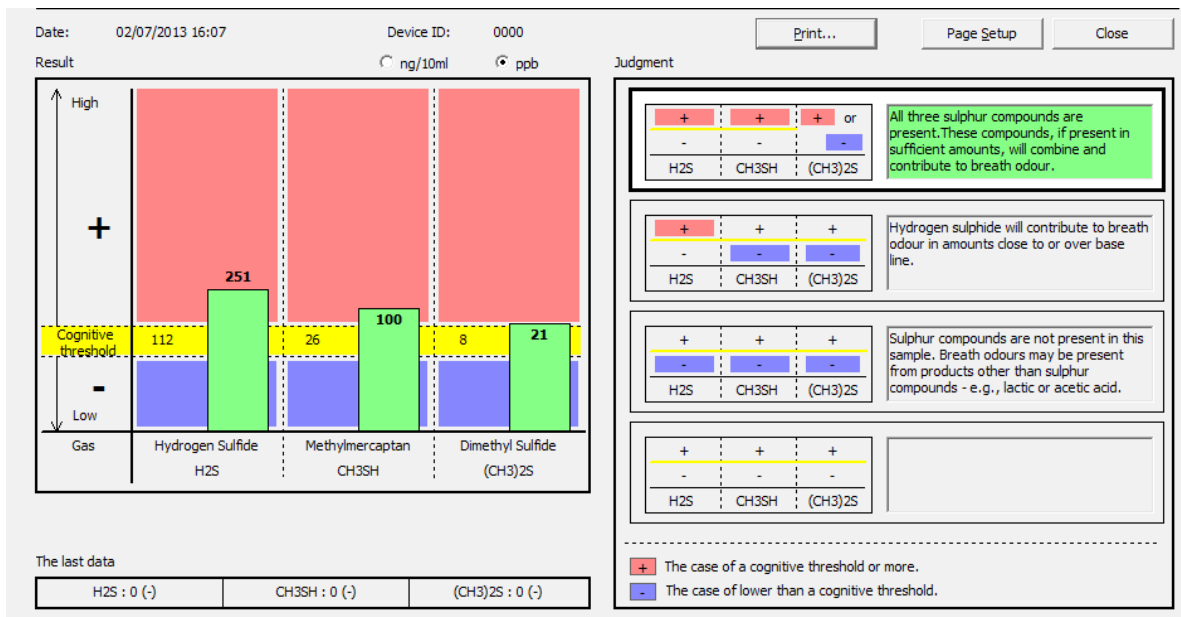 Date: 02/07/2013 16:07 Device ID: 0000 Print... Page Setup Close
Result ng/10ml ppb Judgment
High
+
Cognitive
threshold
-
Low
251
100
21
112 26 8
Gas Hydrogen Sulfide Methylmercaptan Dimethyl Sulfide
H2S CH3SH (CH3)2S
The last data
H2S : 0 (-) CH3SH : 0 (-) (CH3)2S : 0 (-)
+ + + or
- - -
H2S CH3SH (CH3)2S
All three sulphur compounds are
present.These compounds, if present in
sufficient amounts, will combine and
contribute to breath odour.
+ + +
- - -
H2S CH3SH (CH3)2S
Hydrogen sulphide will contribute to breath
odour in amounts close to or over base
line.
+ + +
- - -
H2S CH3SH (CH3)2S
Sulphur compounds are not present in this
sample. Breath odours may be present
from products other than sulphur
compounds - e.g., lactic or acetic acid.
+ + +
- - -
H2S CH3SH (CH3)2S
+ The case of a cognitive threshold or more.
- The case of lower than a cognitive threshold.